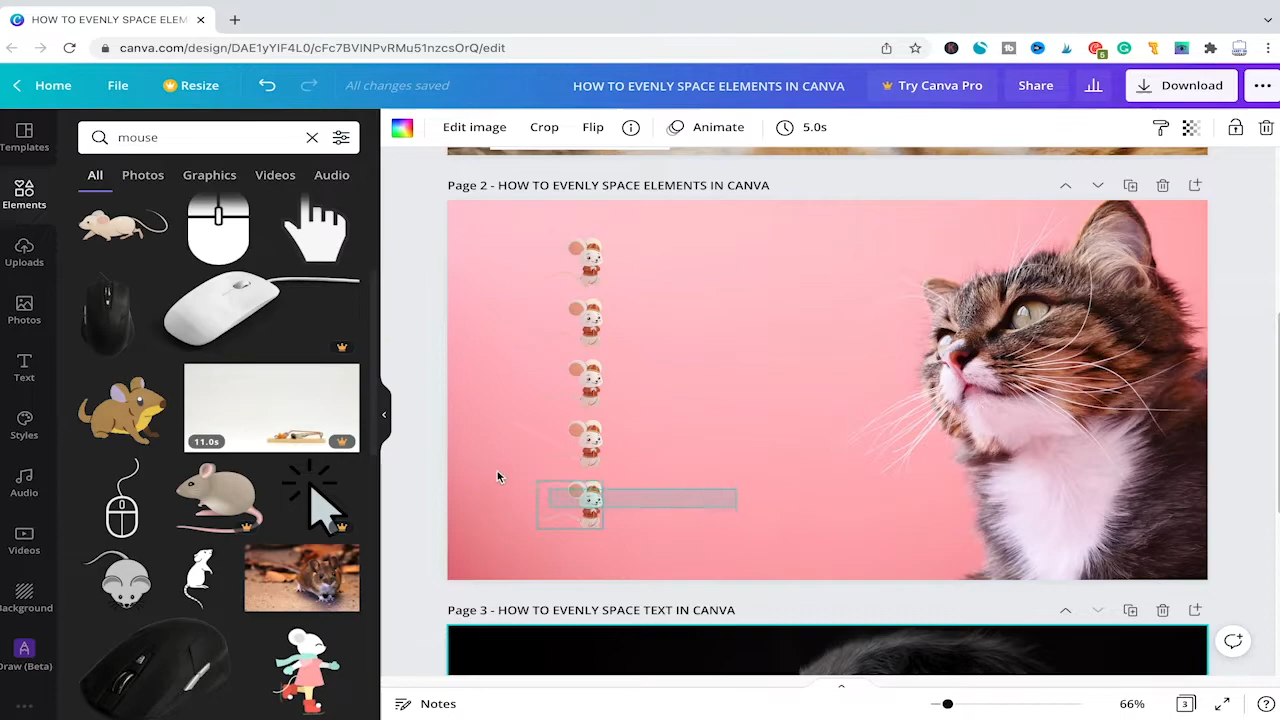 HOW TO EVENLY SPACE ELEM
canva.com/design/DAE1yYIF4L0/cFc7BVlNPvRMu51nzcsOrQ/edit
5
Home
File
Resize
All changes saved
HOW TO EVENLY SPACE ELEMENTS IN CANVA
Try Canva Pro
Share
Download
Templates
Elements
Uploads
Photos
Text
Styles
Audio
Videos
Background
Draw (Beta)
mouse
All
Photos
Graphics
Videos
Audio
11.0s
Edit image
Crop
Flip
Animate
5.0s
Page 2 - HOW TO EVENLY SPACE ELEMENTS IN CANVA
Page 3 - HOW TO EVENLY SPACE TEXT IN CANVA
Notes
66%
3